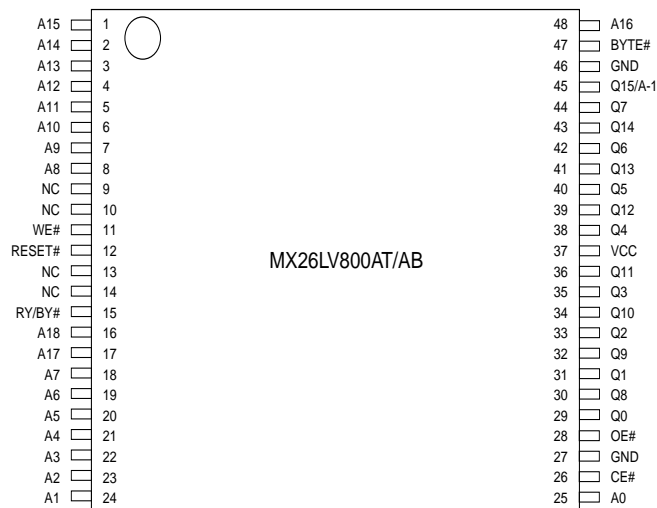 A15 1 48 A16
A14 2 47 BYTE#
A13 3 46 GND
A12 4 45 Q15/A-1
A11 5 44 Q7
A10 6 43 Q14
A9 7 42 Q6
A8 8 41 Q13
NC 9 40 Q5
NC 10 39 Q12
WE# 11 38 Q4
RESET# 12 37 VCC
MX26LV800AT/AB
NC 13 36 Q11
NC 14 35 Q3
RY/BY# 15 34 Q10
A18 16 33 Q2
A17 17 32 Q9
A7 18 31 Q1
A6 19 30 Q8
A5 20 29 Q0
A4 21 28 OE#
A3 22 27 GND
A2 23 26 CE#
A1 24 25 A0